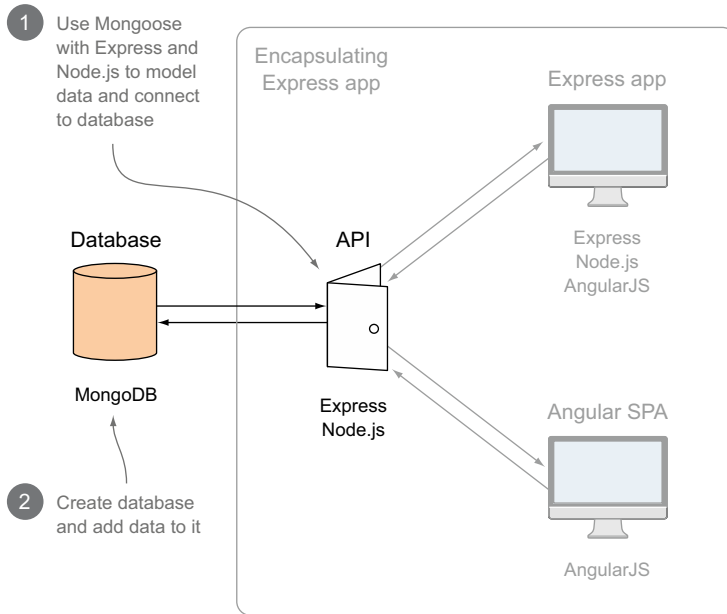 1
Use Mongoose
with Express and
Node.js to model
data and connect
to database
Encapsulating
Express app
Express app
Database
API
Express
Node.js
AngularJS
MongoDB
Express
Node.js
Angular SPA
2
Create database
and add data to it
AngularJS